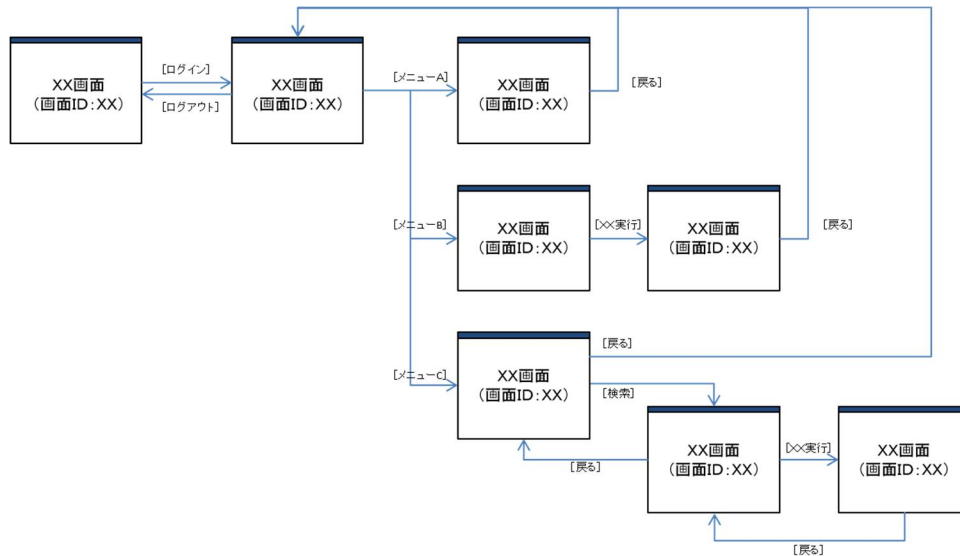 XX画面
(画面ID:XX)
[ログイン]
[ログアウト]
XX画面
(画面ID:XX)
[メニューA]
XX画面
(画面ID:XX)
[戻る]
[メニューB]
XX画面
(画面ID:XX)
[XX実行]
XX画面
(画面ID:XX)
[戻る]
[メニューC]
XX画面
(画面ID:XX)
[戻る]
[検索]
[戻る]
XX画面
(画面ID:XX)
[XX実行]
XX画面
(画面ID:XX)
[戻る]